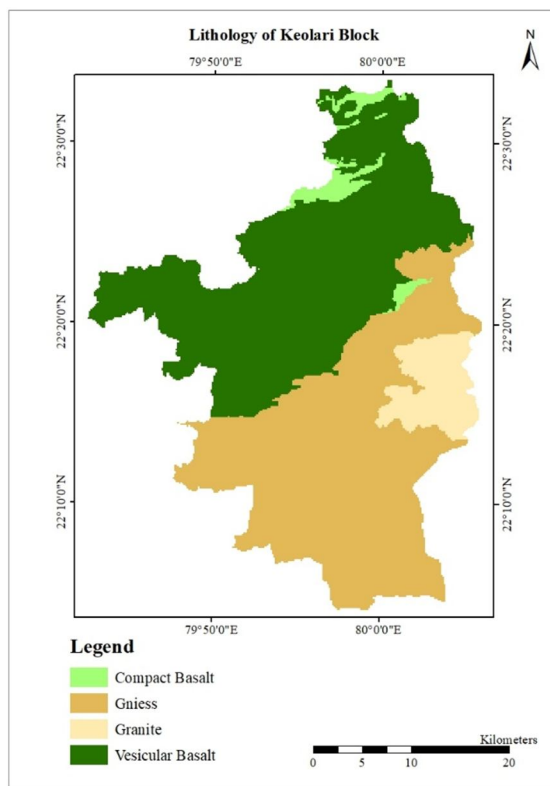 Lithology of Keolari Block
N
79°50'0"E
80°0'0"E
22°30'0"N
22°30'0"N
22°20'0"N
22°20'0"N
22°10'0"N
22°10'0"N
79°50'0"E
80°0'0"E
Legend
Compact Basalt
Gniess
Granite
Vesicular Basalt
Kilometers
0 5 10 20